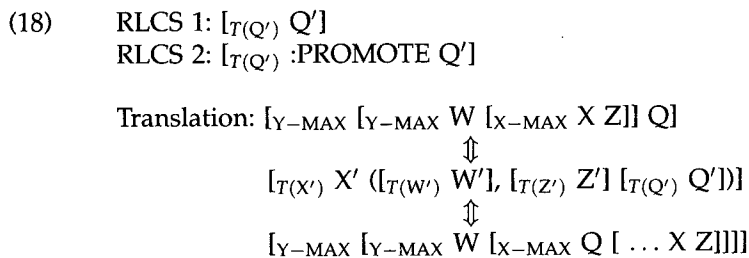 (18) RLCS 1: [T(Q′) Q′]
RLCS 2: [T(Q′) :PROMOTE Q′]
Translation: [Y−MAX [Y−MAX W [X−MAX X Z]] Q]
⇕
[T(X′) X′ ([T(W′) W′], [T(Z′) Z′] [T(Q′) Q′])]
⇕
[Y−MAX [Y−MAX W [X−MAX Q [ … X Z]]]]